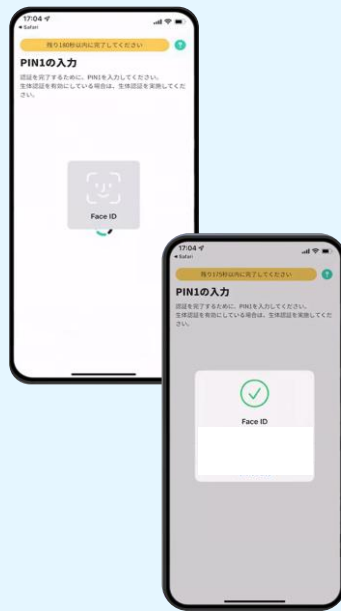 17:04
◀ Safari
残り180秒以内に完了してください
?
PIN1の入力
認証を完了するために、PIN1を入力してください。
生体認証を有効にしている場合は、生体認証を実施してくだ
さい。
Face ID
17:04
◀ Safari
残り175秒以内に完了してください
?
PIN1の入力
認証を完了するために、PIN1を入力してください。
生体認証を有効にしている場合は、生体認証を実施してくだ
さい。
Face ID